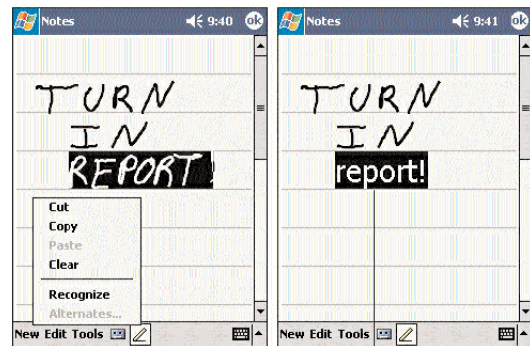 Notes 9:40 ok
TURN
IN
REPORT!
Cut
Copy
Paste
Clear
Recognize
Alternates...
New Edit Tools
Notes 9:41 ok
TURN
IN
report!
New Edit Tools